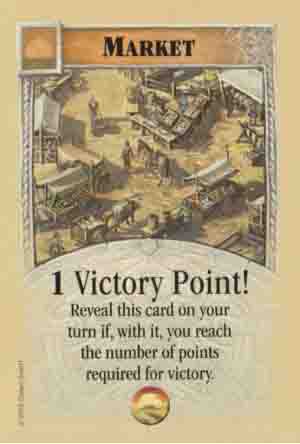 MARKET
1 Victory Point!
Reveal this card on your
turn if, with it, you reach
the number of points
required for victory.